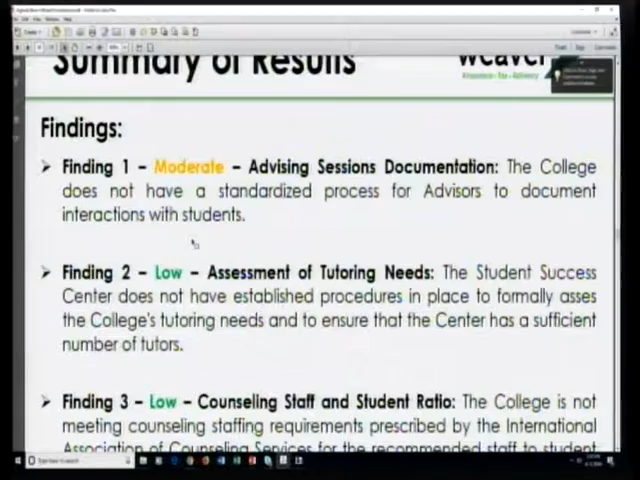 Summary of Results
weaver
Assurance · Tax · Advisory
Findings:
➤ Finding 1 – Moderate – Advising Sessions Documentation: The College
does not have a standardized process for Advisors to document
interactions with students.
➤ Finding 2 – Low – Assessment of Tutoring Needs: The Student Success
Center does not have established procedures in place to formally asses
the College's tutoring needs and to ensure that the Center has a sufficient
number of tutors.
➤ Finding 3 – Low – Counseling Staff and Student Ratio: The College is not
meeting counseling staffing requirements prescribed by the International
Association of Counseling Services for the recommended staff to student